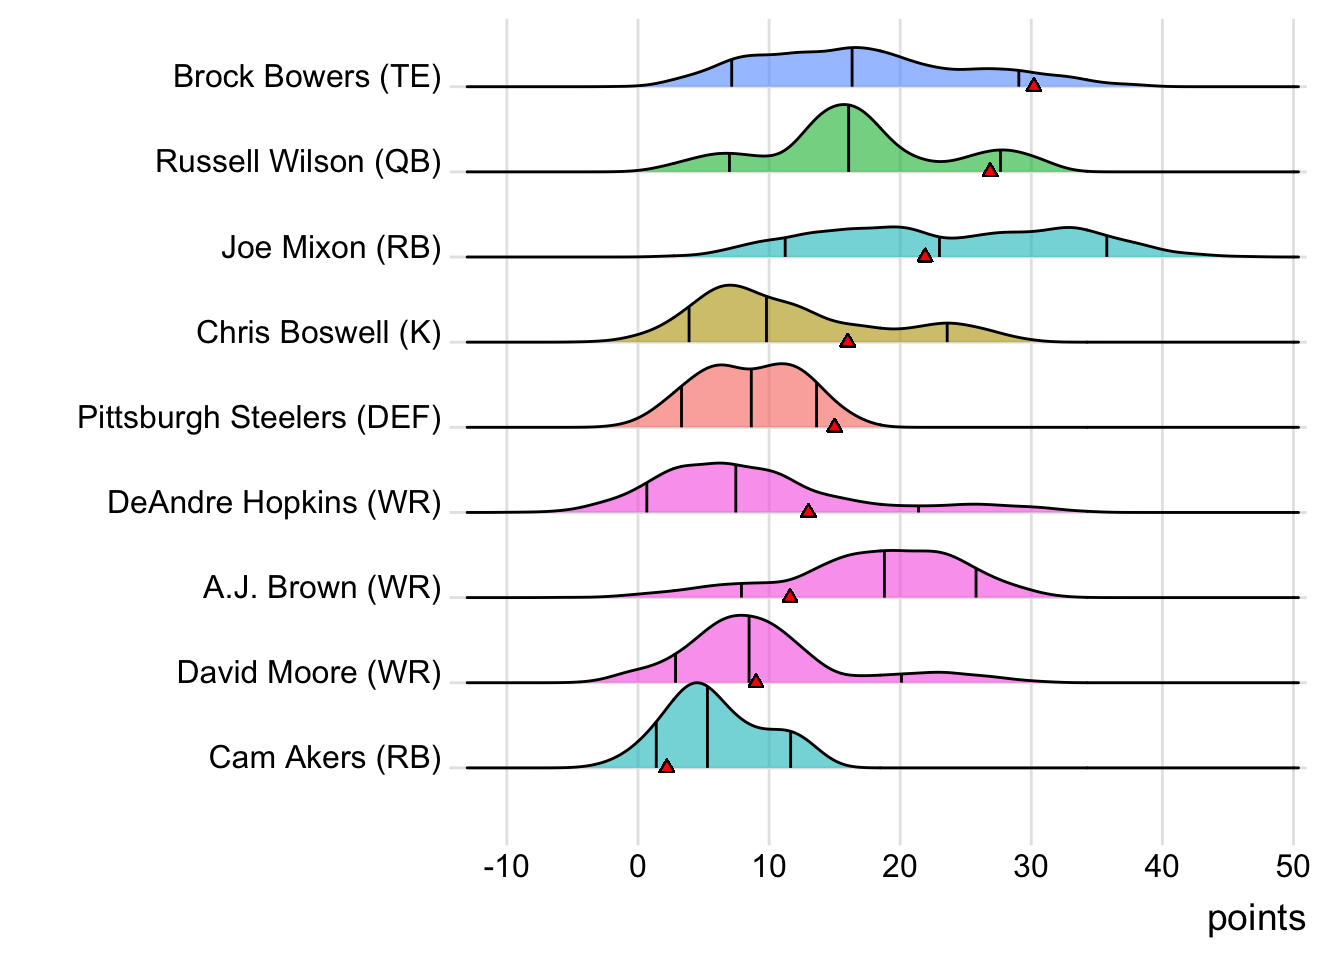 Brock Bowers (TE)
Russell Wilson (QB)
Joe Mixon (RB)
Chris Boswell (K)
Pittsburgh Steelers (DEF)
DeAndre Hopkins (WR)
A.J. Brown (WR)
David Moore (WR)
Cam Akers (RB)
-10 0 10 20 30 40 50
points